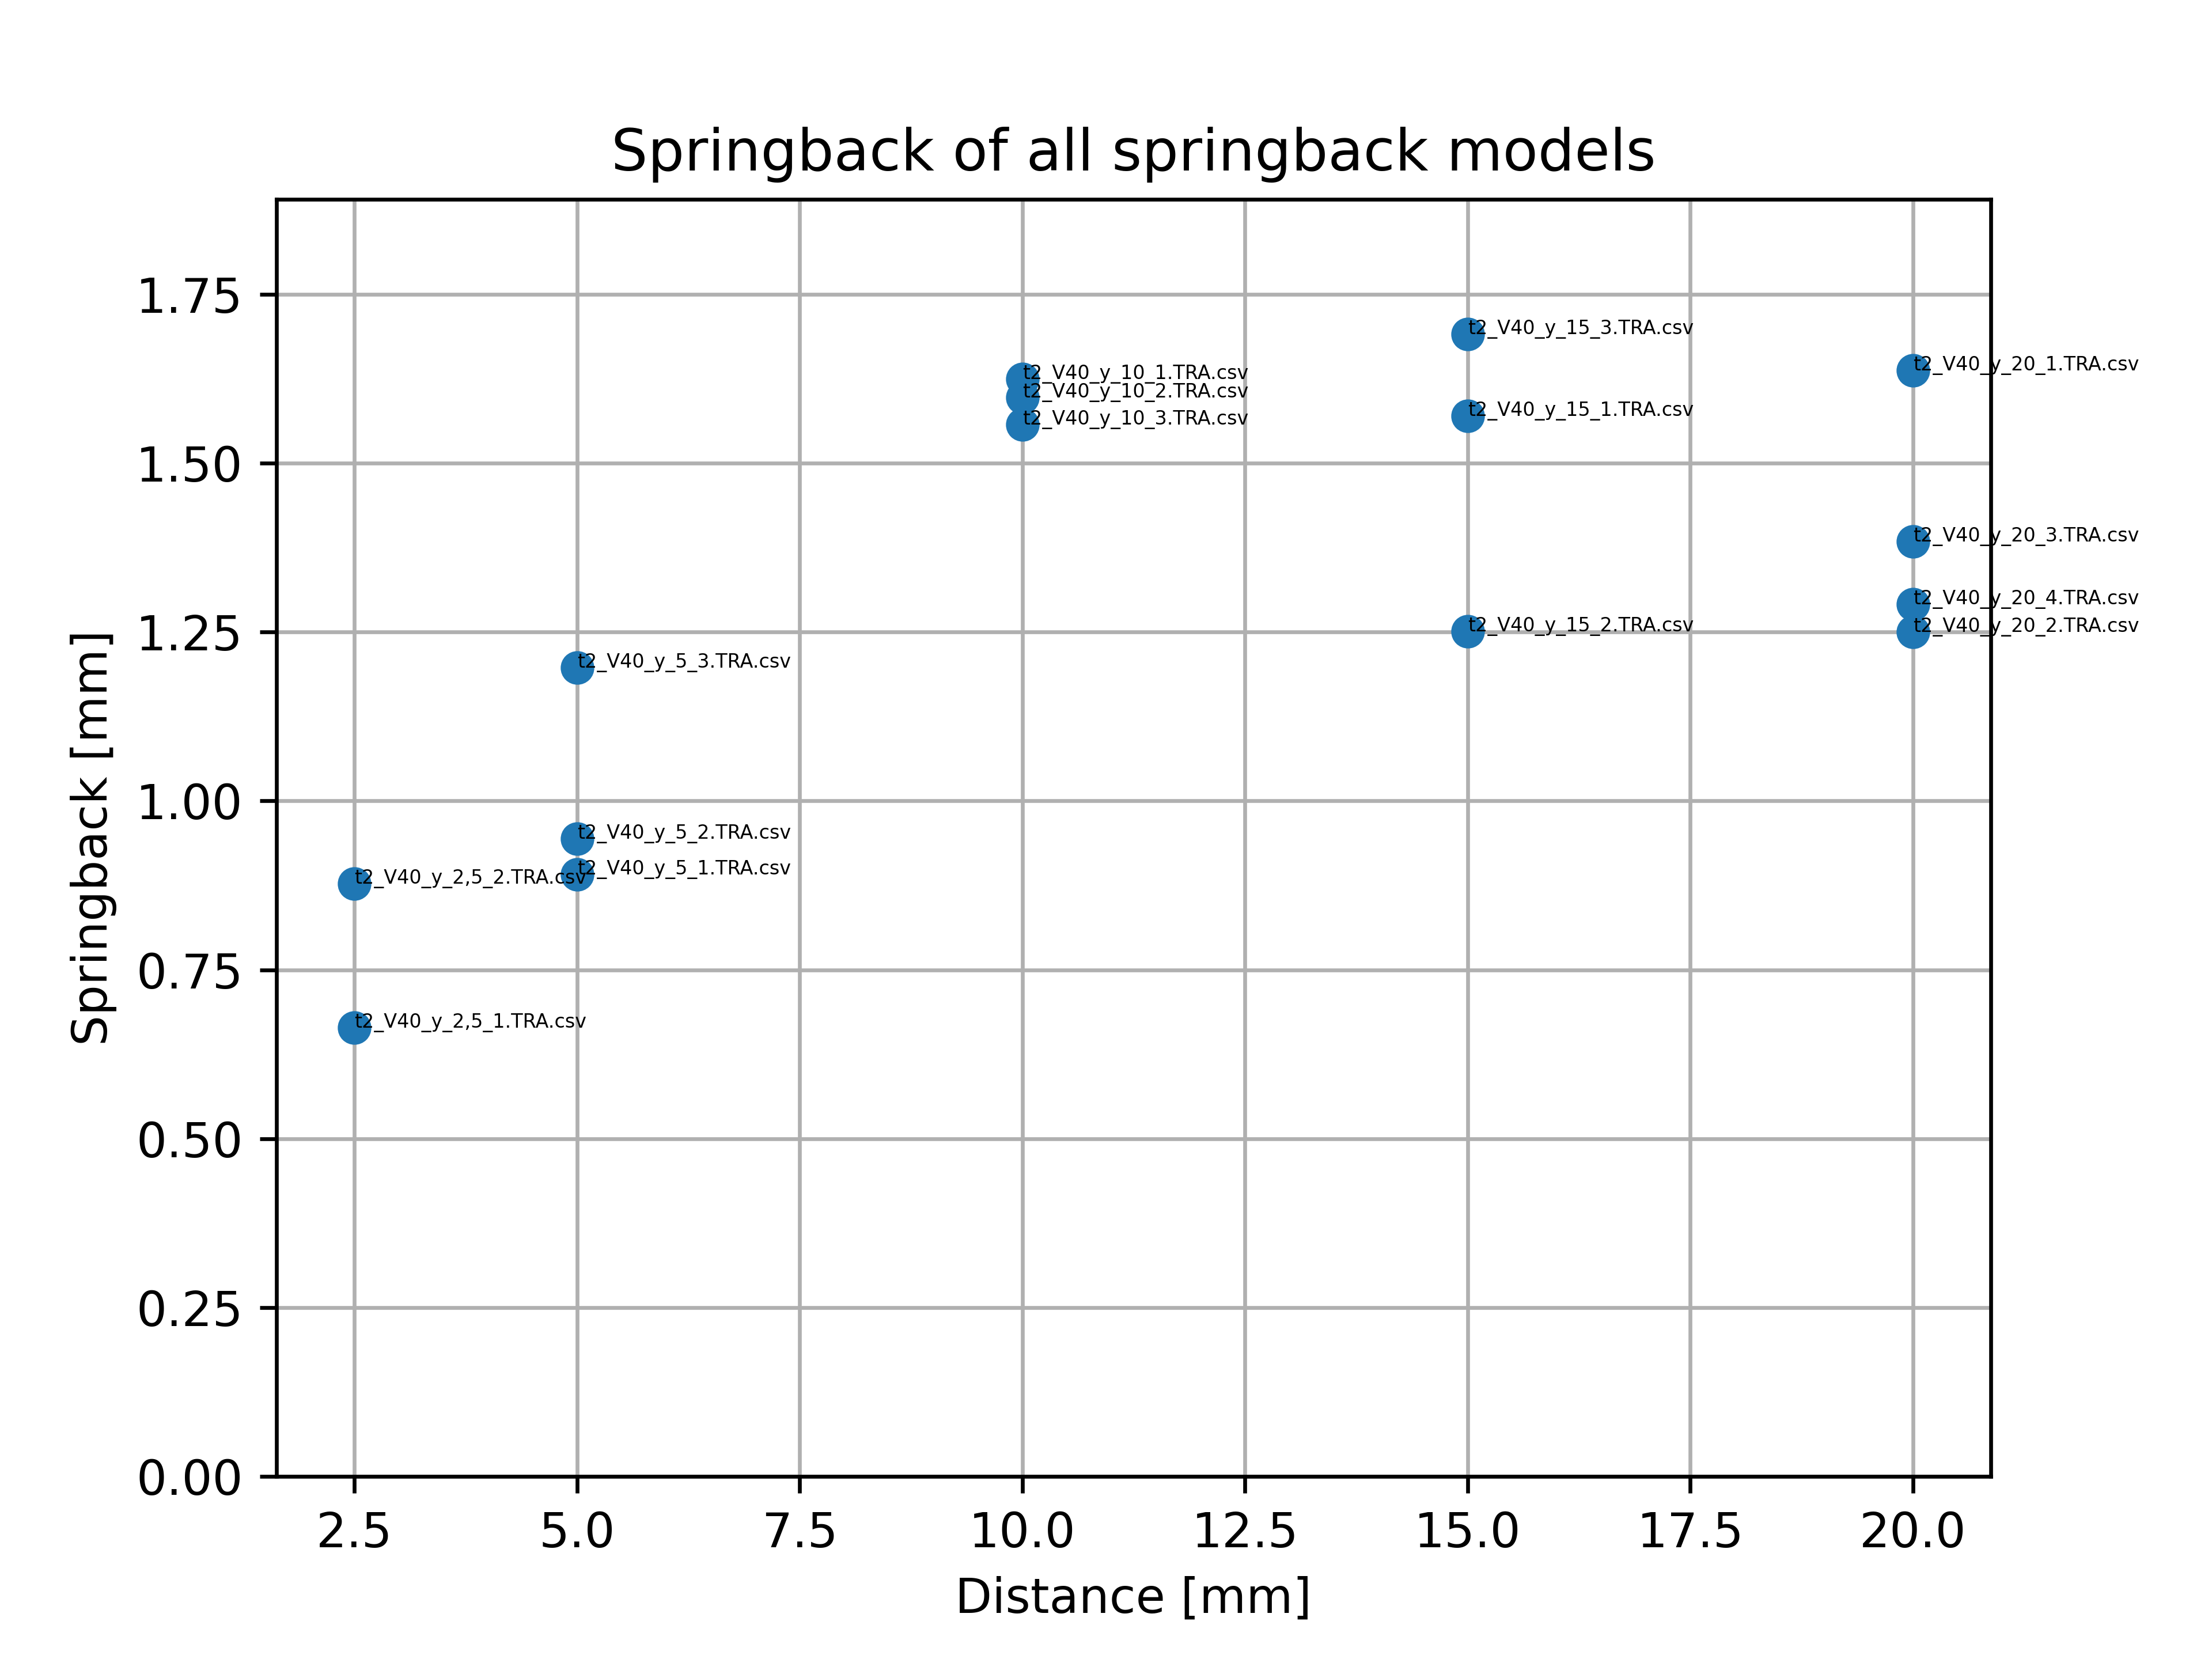 Springback of all springback models
Springback [mm]
1.75
1.50
1.25
1.00
0.75
0.50
0.25
0.00
t2_V40_y_15_3.TRA.csv
t2_V40_y_20_1.TRA.csv
t2_V40_y_10_1.TRA.csv
t2_V40_y_10_2.TRA.csv
t2_V40_y_15_1.TRA.csv
t2_V40_y_10_3.TRA.csv
t2_V40_y_20_3.TRA.csv
t2_V40_y_20_4.TRA.csv
t2_V40_y_15_2.TRA.csv
t2_V40_y_20_2.TRA.csv
t2_V40_y_5_3.TRA.csv
t2_V40_y_5_2.TRA.csv
t2_V40_y_5_1.TRA.csv
t2_V40_y_2,5_2.TRA.csv
t2_V40_y_2,5_1.TRA.csv
2.5 5.0 7.5 10.0 12.5 15.0 17.5 20.0
Distance [mm]